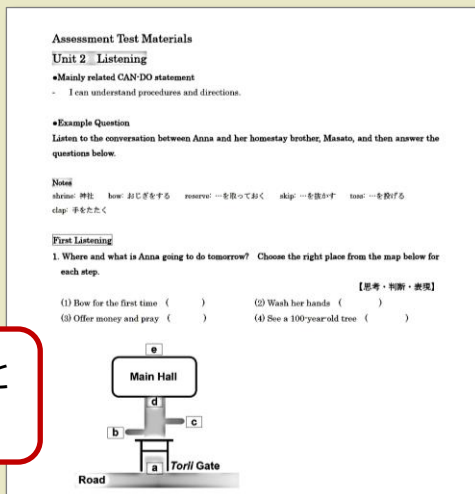 Assessment Test Materials
Unit 2 Listening
●Mainly related CAN-DO statement
- I can understand procedures and directions.
●Example Question
Listen to the conversation between Anna and her homestay brother, Masato, and then answer the
questions below.
Notes
shrine: 神社 bow: おじぎをする reserve: …を取っておく skip: …を抜かす toss: …を投げる
clap: 手をたたく
First Listening
1. Where and what is Anna going to do tomorrow? Choose the right place from the map below for
each step.
【思考・判断・表現】
(1) Bow for the first time ( ) (2) Wash her hands ( )
(3) Offer money and pray ( ) (4) See a 100-year-old tree ( )
と
e
Main Hall
d
c
b
a Torii Gate
Road